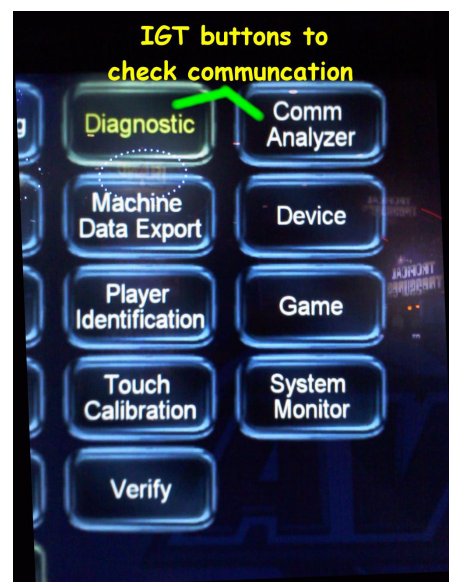 IGT buttons to
check communcation
Diagnostic
Comm
Analyzer
Machine
Data Export
Device
Player
Identification
Game
Touch
Calibration
System
Monitor
Verify